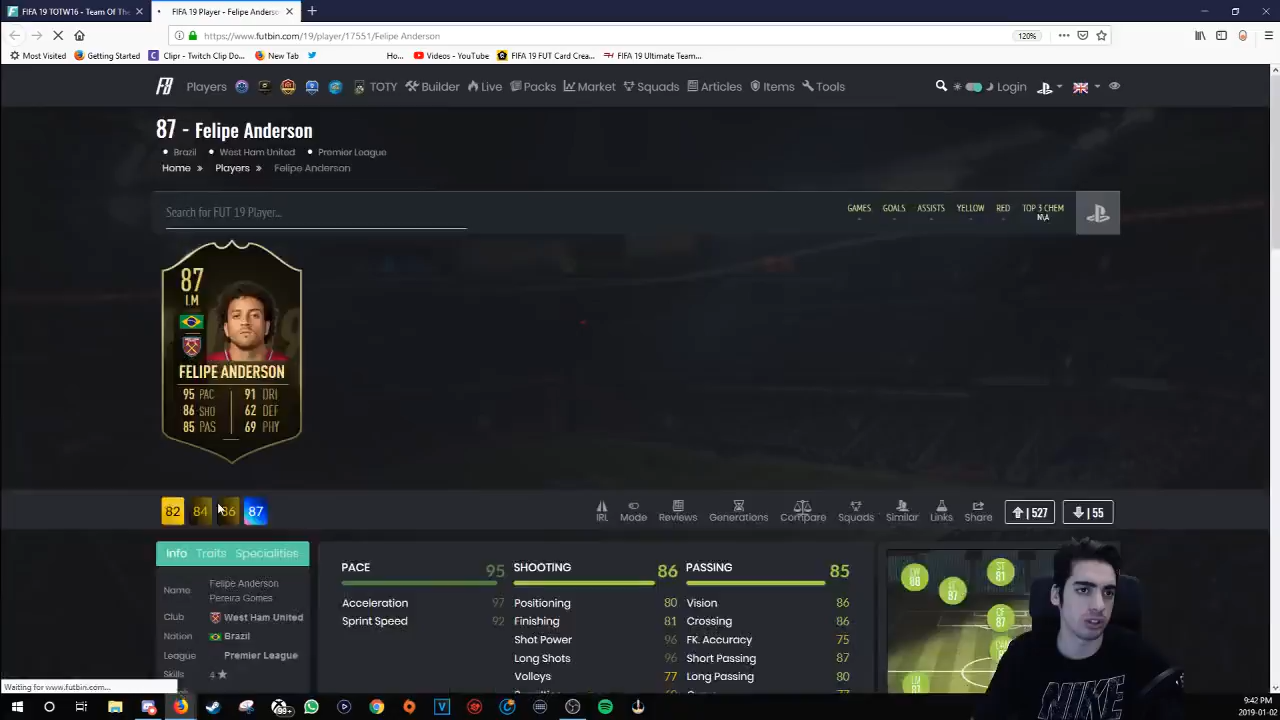 FIFA 19 TOTW16 - Team Of The
FIFA 19 Player - Felipe Anderson
https://www.futbin.com/19/player/17551/Felipe Anderson
120%
Most Visited Getting Started Clipr - Twitch Clip Do... New Tab Ho... Videos - YouTube FIFA 19 FUT Card Crea... FIFA 19 Ultimate Team...
Players TOTY Builder Live Packs Market Squads Articles Items Tools Login
87 - Felipe Anderson
Brazil West Ham United Premier League
Home » Players » Felipe Anderson
Search for FUT 19 Player...
GAMES GOALS ASSISTS YELLOW RED TOP 3 CHEM
- - - - - N\A
87
LM
FELIPE ANDERSON
95 PAC 91 DRI
86 SHO 62 DEF
85 PAS 69 PHY
82 84 86 87
IRL Mode Reviews Generations Compare Squads Similar Links Share | 527 | 55
Info Traits Specialities
Name Felipe Anderson Pereira Gomes
Club West Ham United
Nation Brazil
League Premier League
Skills 4
PACE 95
Acceleration 97
Sprint Speed 92
SHOOTING 86
Positioning 80
Finishing 81
Shot Power 96
Long Shots 96
Volleys 77
PASSING 85
Vision 86
Crossing 86
FK. Accuracy 75
Short Passing 87
Long Passing 80
LW 88
ST 81
CF 87
LM 87
NIKE
Waiting for www.futbin.com...
99+
9:42 PM
2019-01-02